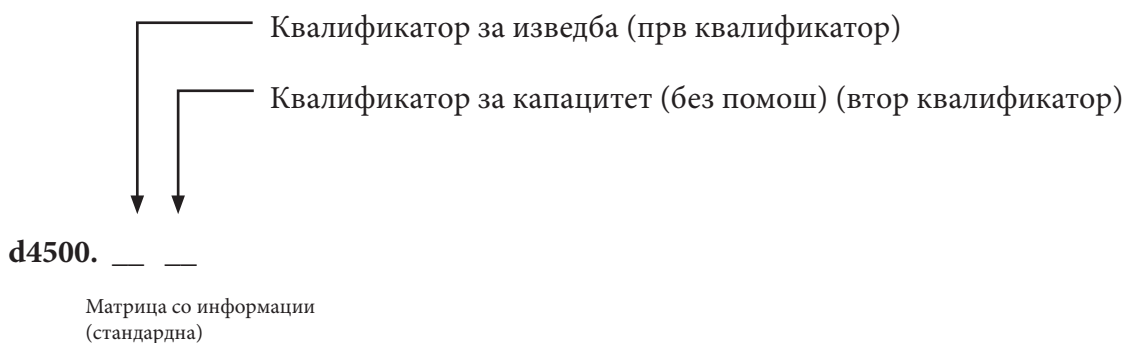 Квалификатор за изведба (прв квалификатор)
Квалификатор за капацитет (без помош) (втор квалификатор)
d4500. __ __
Матрица со информации
(стандардна)